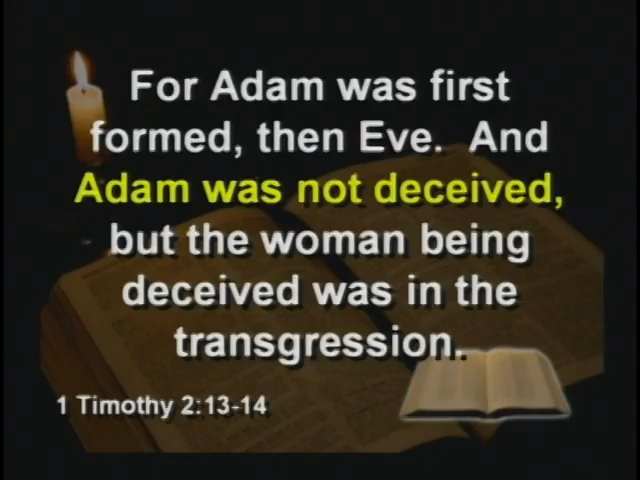 For Adam was first
formed, then Eve. And
Adam was not deceived,
but the woman being
deceived was in the
transgression.
1 Timothy 2:13-14